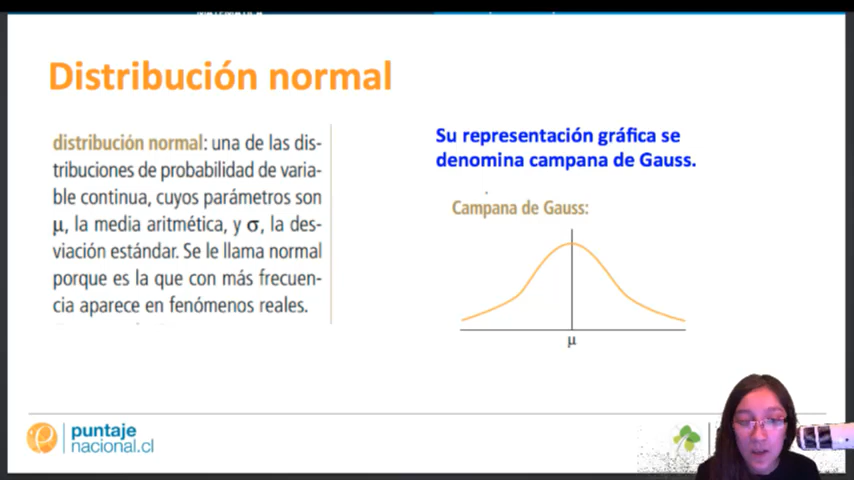 Distribución normal
distribución normal: una de las dis-
tribuciones de probabilidad de varia-
ble continua, cuyos parámetros son
μ, la media aritmética, y σ, la des-
viación estándar. Se le llama normal
porque es la que con más frecuen-
cia aparece en fenómenos reales.
Su representación gráfica se
denomina campana de Gauss.
Campana de Gauss:
μ
puntaje
nacional.cl